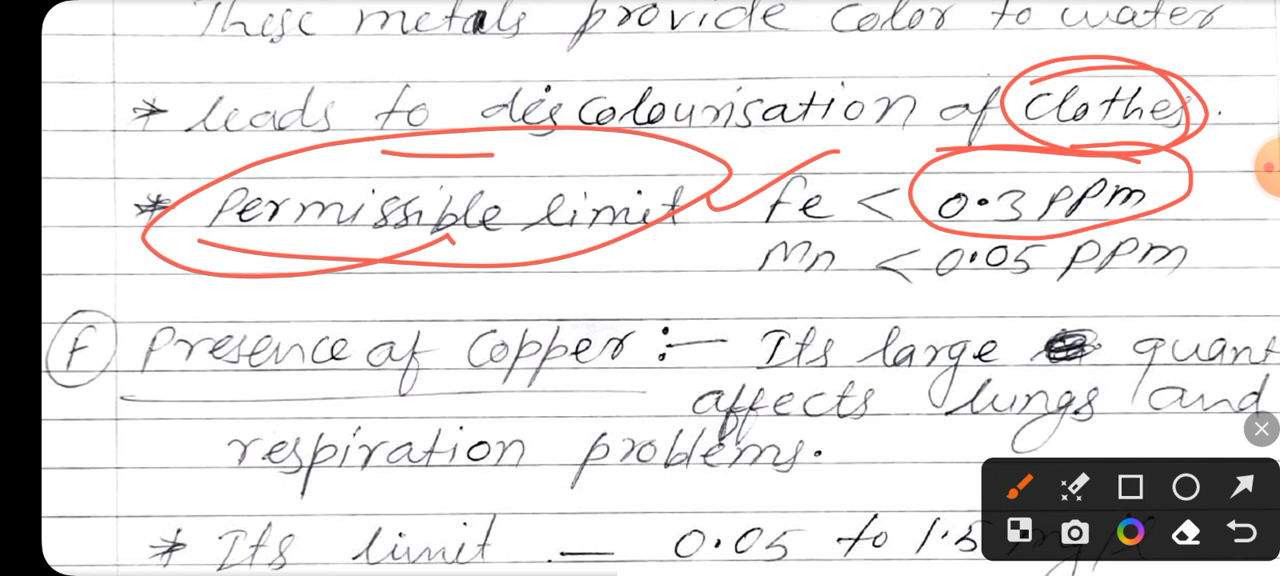 These metals provide color to water
* leads to discolourisation of clothes.
* Permissible limit Fe < 0.3 PPm
Mn < 0.05 PPm
(f) Presence of Copper :- Its large quant
affects lungs and
respiration problems.
* Its limit — 0.05 to 1.5 mg/l